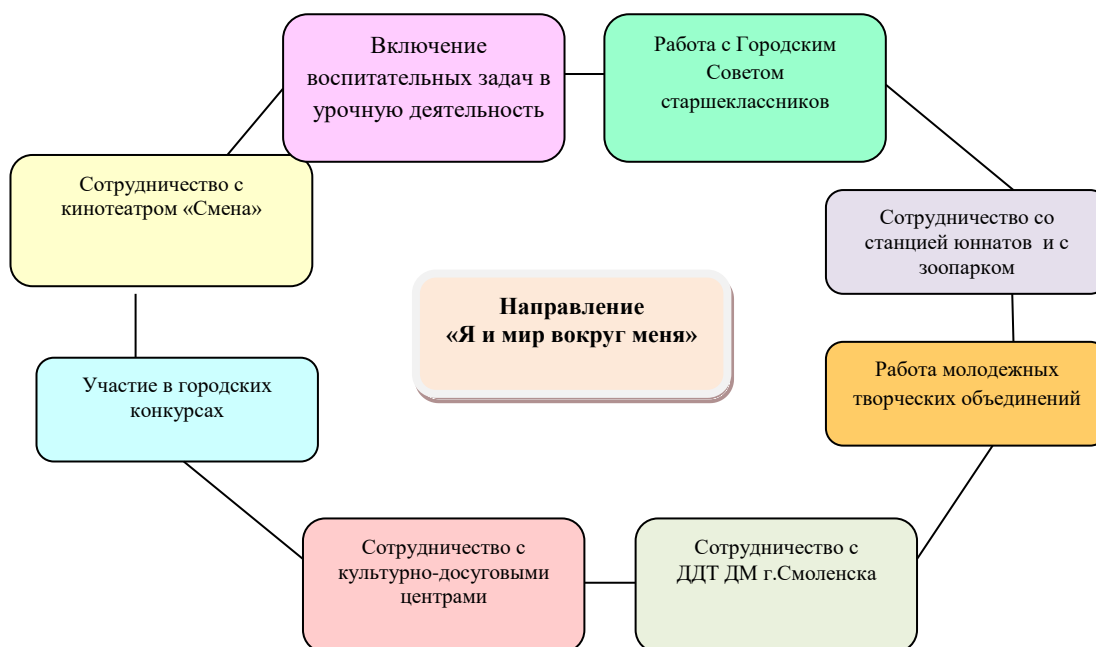 Включение
воспитательных задач в
урочную деятельность
Работа с Городским
Советом
старшеклассников
Сотрудничество с
кинотеатром «Смена»
Сотрудничество со
станцией юннатов и с
зоопарком
Направление
«Я и мир вокруг меня»
Участие в городских
конкурсах
Работа молодежных
творческих объединений
Сотрудничество с
культурно-досуговыми
центрами
Сотрудничество с
ДДТ ДМ г.Смоленска